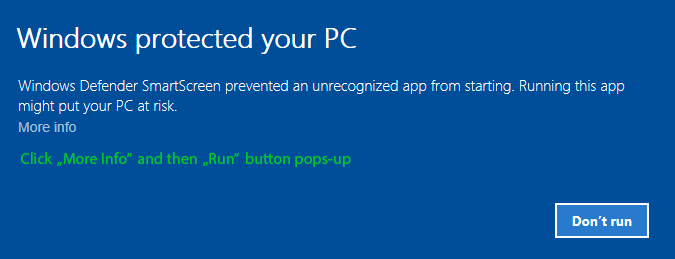 Windows protected your PC
Windows Defender SmartScreen prevented an unrecognized app from starting. Running this app
might put your PC at risk.
More info
Click „More Info” and then „Run” button pops-up
Don't run